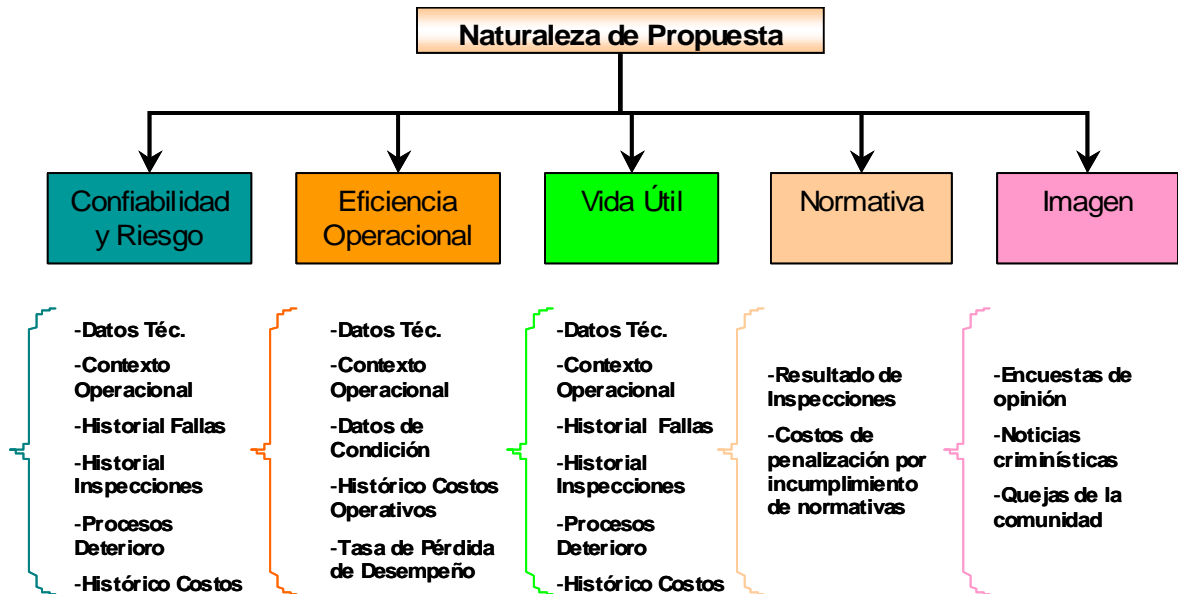 Naturaleza de Propuesta
Confiabilidad
y Riesgo
Eficiencia
Operacional
Vida Útil
Normativa
Imagen
-Datos Téc.
-Contexto
Operacional
-Historial Fallas
-Historial
Inspecciones
-Procesos
Deterioro
-Histórico Costos
-Datos Téc.
-Contexto
Operacional
-Datos de
Condición
-Histórico Costos
Operativos
-Tasa de Pérdida
de Desempeño
-Datos Téc.
-Contexto
Operacional
-Historial Fallas
-Historial
Inspecciones
-Procesos
Deterioro
-Histórico Costos
-Resultado de
Inspecciones
-Costos de
penalización por
incumplimiento
de normativas
-Encuestas de
opinión
-Noticias
criminísticas
-Quejas de la
comunidad